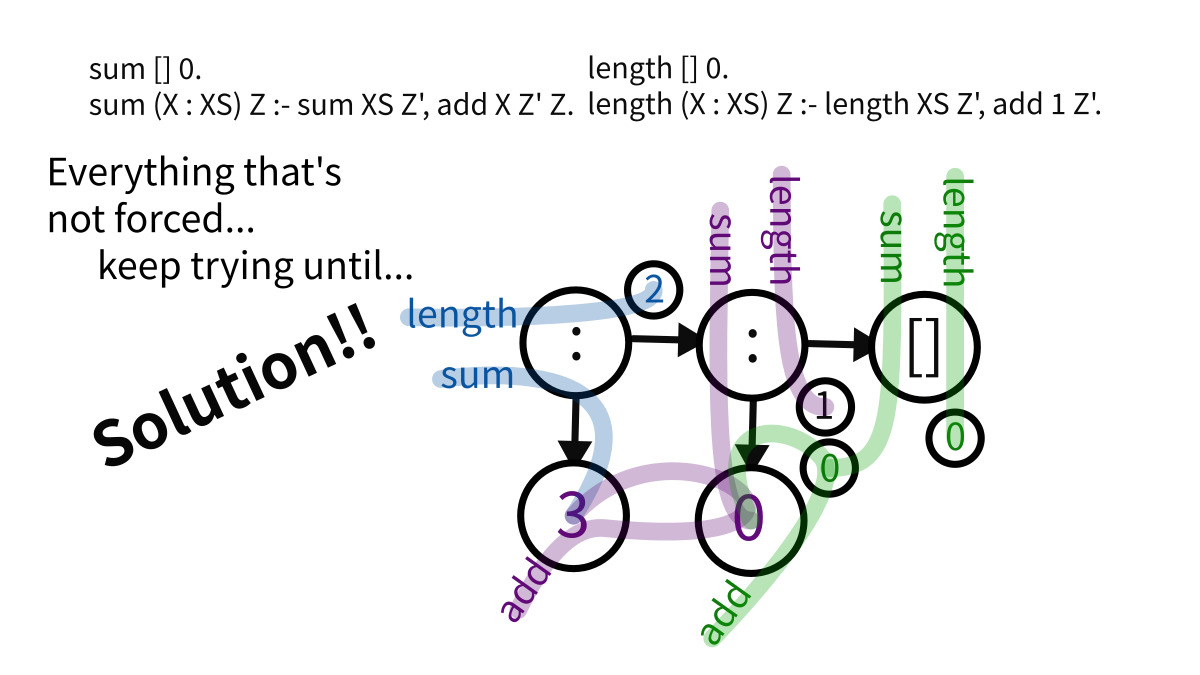 sum [] 0.
sum (X : XS) Z :- sum XS Z', add X Z' Z.
length [] 0.
length (X : XS) Z :- length XS Z', add 1 Z'.
Everything that's
not forced...
keep trying until...
Solution!!
length
sum
2
:
sum
length
:
1
sum
length
[]
0
0
3
0
add
add